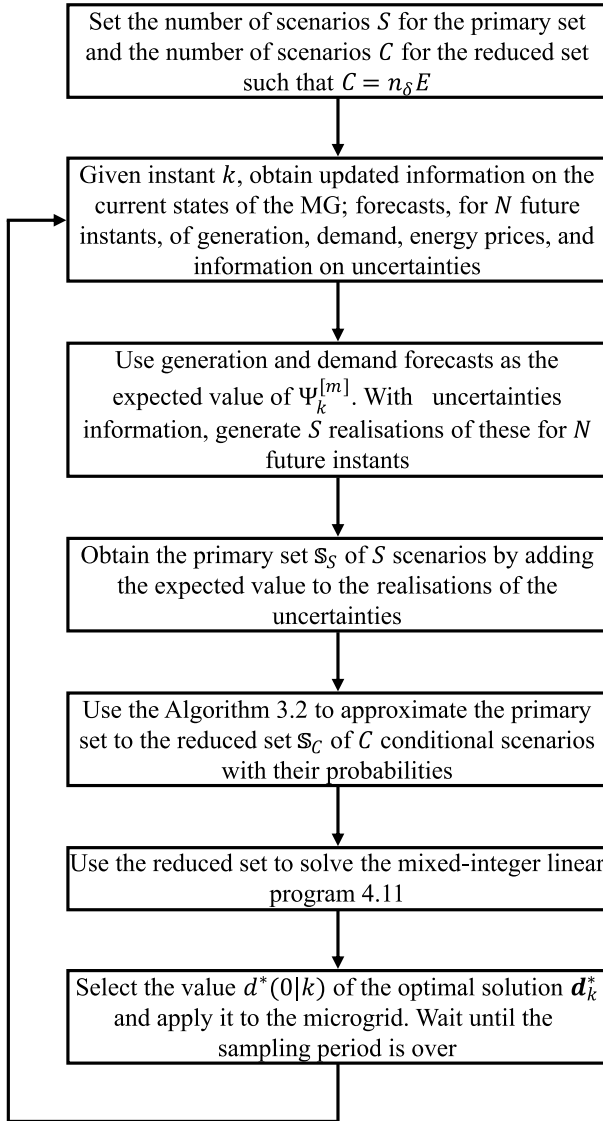 Set the number of scenarios S for the primary set
and the number of scenarios C for the reduced set
such that C = n_δ E
Given instant k, obtain updated information on the
current states of the MG; forecasts, for N future
instants, of generation, demand, energy prices, and
information on uncertainties
Use generation and demand forecasts as the
expected value of Ψ_k^{[m]}. With uncertainties
information, generate S realisations of these for N
future instants
Obtain the primary set 𝕊_S of S scenarios by adding
the expected value to the realisations of the
uncertainties
Use the Algorithm 3.2 to approximate the primary
set to the reduced set 𝕊_C of C conditional scenarios
with their probabilities
Use the reduced set to solve the mixed-integer linear
program 4.11
Select the value d*(0|k) of the optimal solution d_k^*
and apply it to the microgrid. Wait until the
sampling period is over